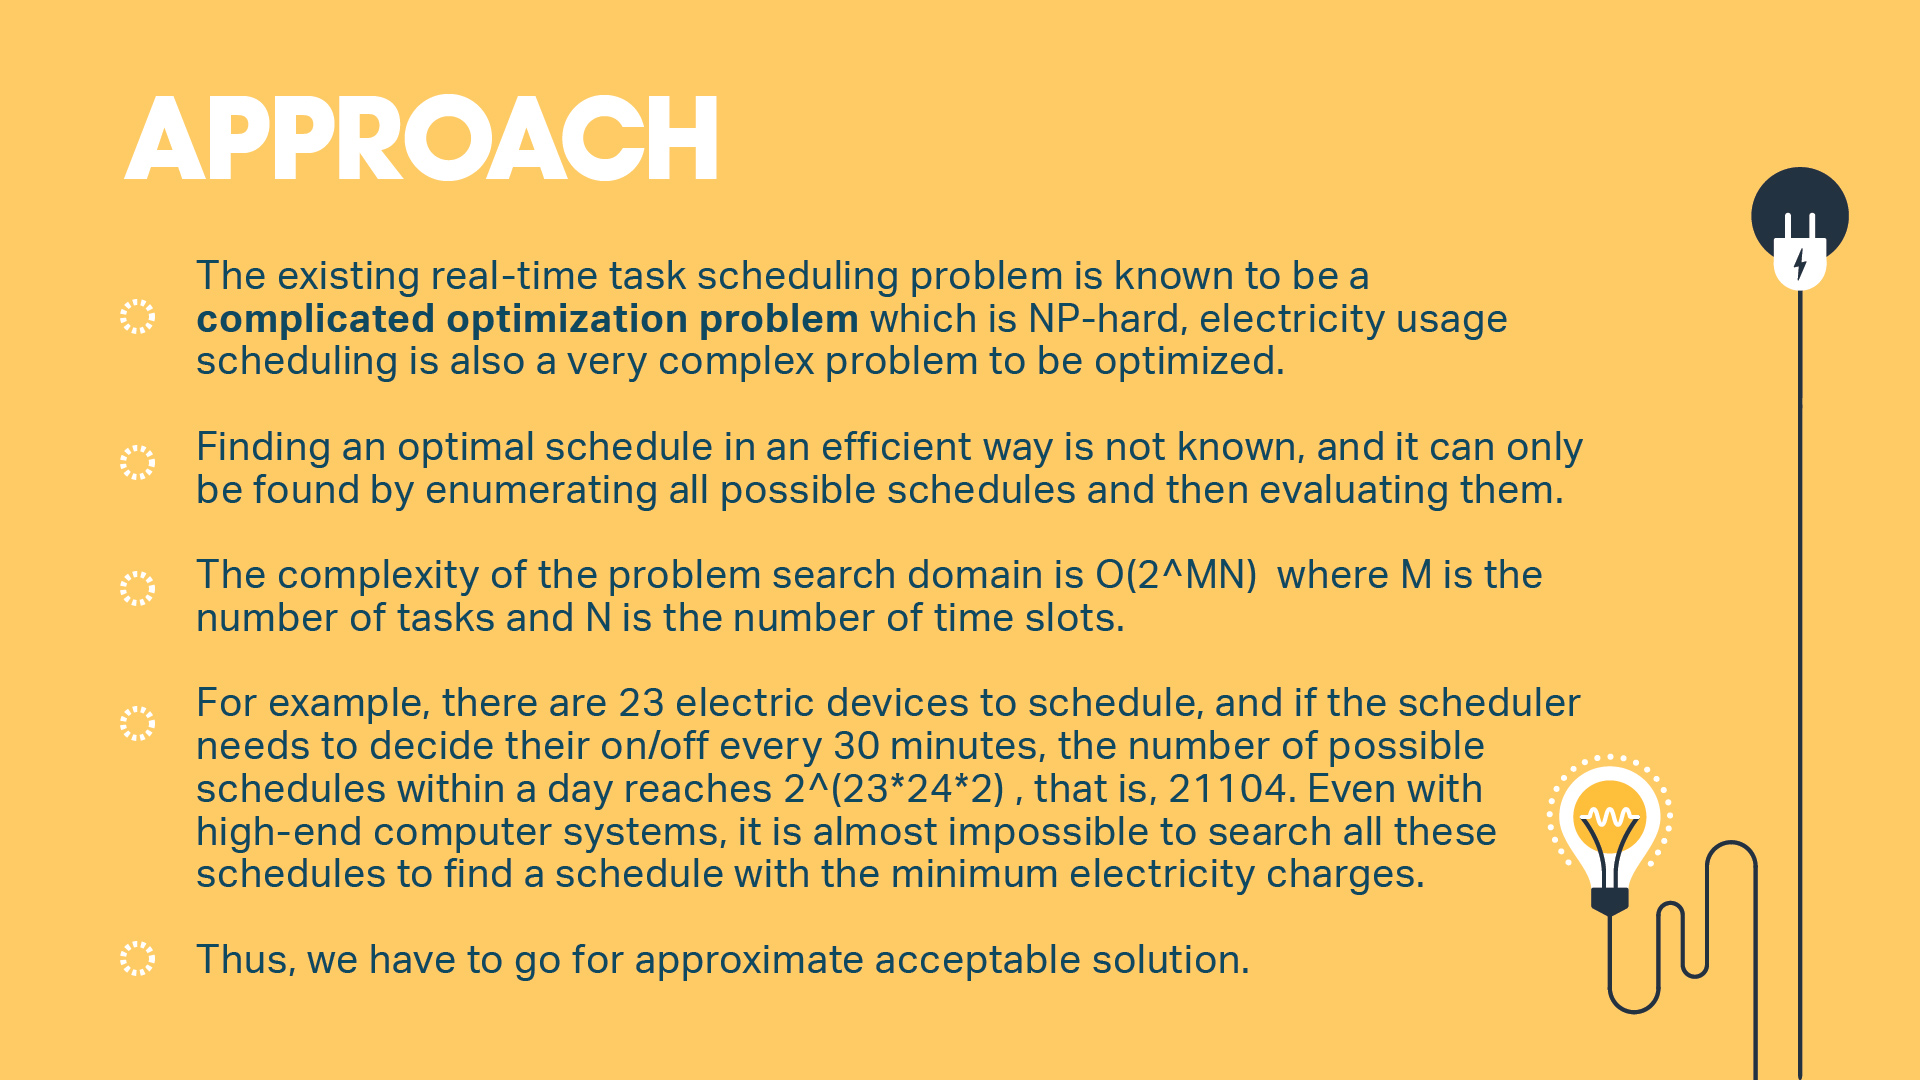 APPROACH
The existing real-time task scheduling problem is known to be a
complicated optimization problem which is NP-hard, electricity usage
scheduling is also a very complex problem to be optimized.
Finding an optimal schedule in an efficient way is not known, and it can only
be found by enumerating all possible schedules and then evaluating them.
The complexity of the problem search domain is O(2^MN)  where M is the
number of tasks and N is the number of time slots.
For example, there are 23 electric devices to schedule, and if the scheduler
needs to decide their on/off every 30 minutes, the number of possible
schedules within a day reaches 2^(23*24*2) , that is, 21104. Even with
high-end computer systems, it is almost impossible to search all these
schedules to find a schedule with the minimum electricity charges.
Thus, we have to go for approximate acceptable solution.